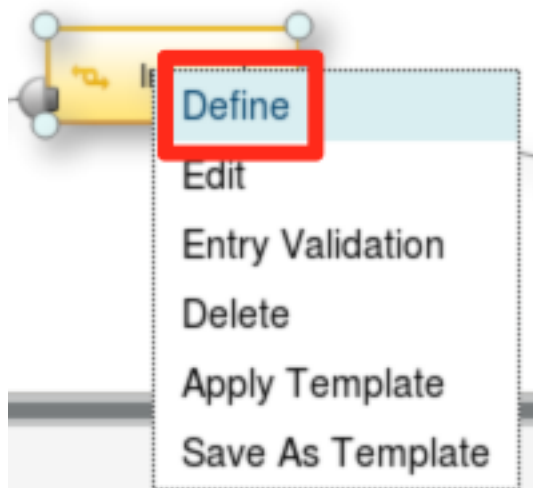 Define
Edit
Entry Validation
Delete
Apply Template
Save As Template